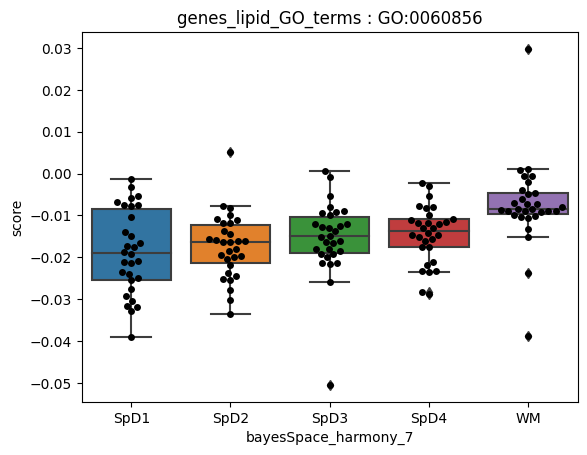 genes_lipid_GO_terms : GO:0060856
0.03
0.02
0.01
0.00
−0.01
−0.02
−0.03
−0.04
−0.05
score
SpD1 SpD2 SpD3 SpD4 WM
bayesSpace_harmony_7